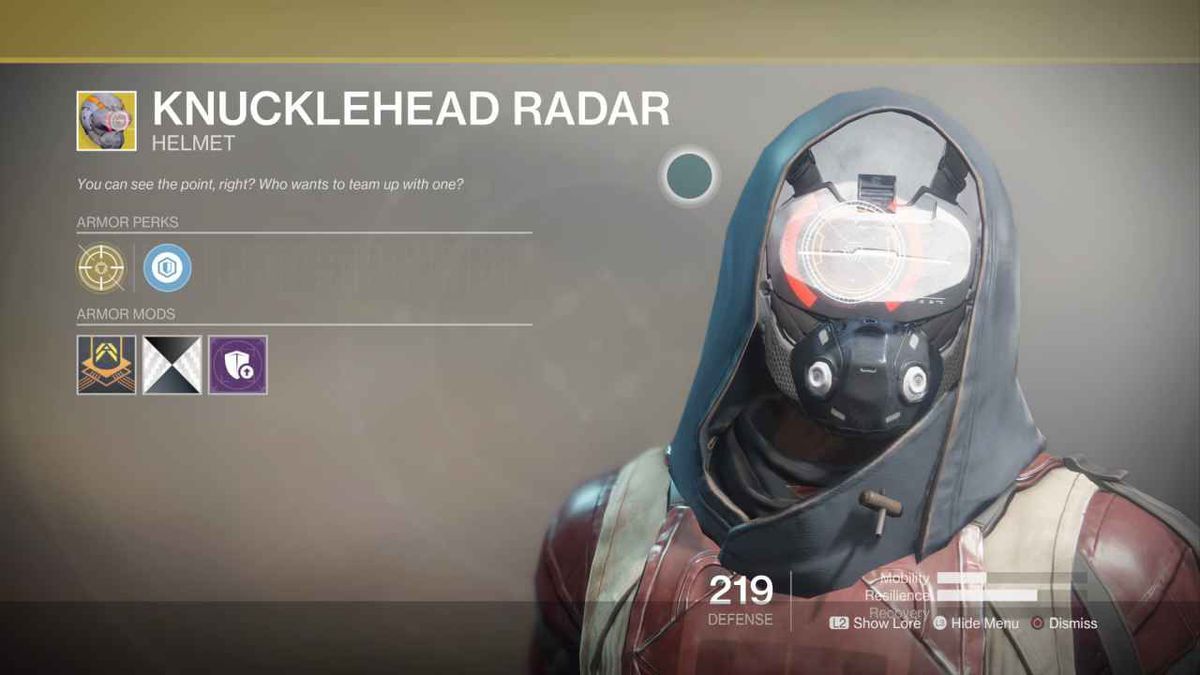 KNUCKLEHEAD RADAR
HELMET
You can see the point, right? Who wants to team up with one?
ARMOR PERKS
ARMOR MODS
219
DEFENSE
Mobility
Resilience
Recovery
L2 Show Lore L3 Hide Menu Dismiss